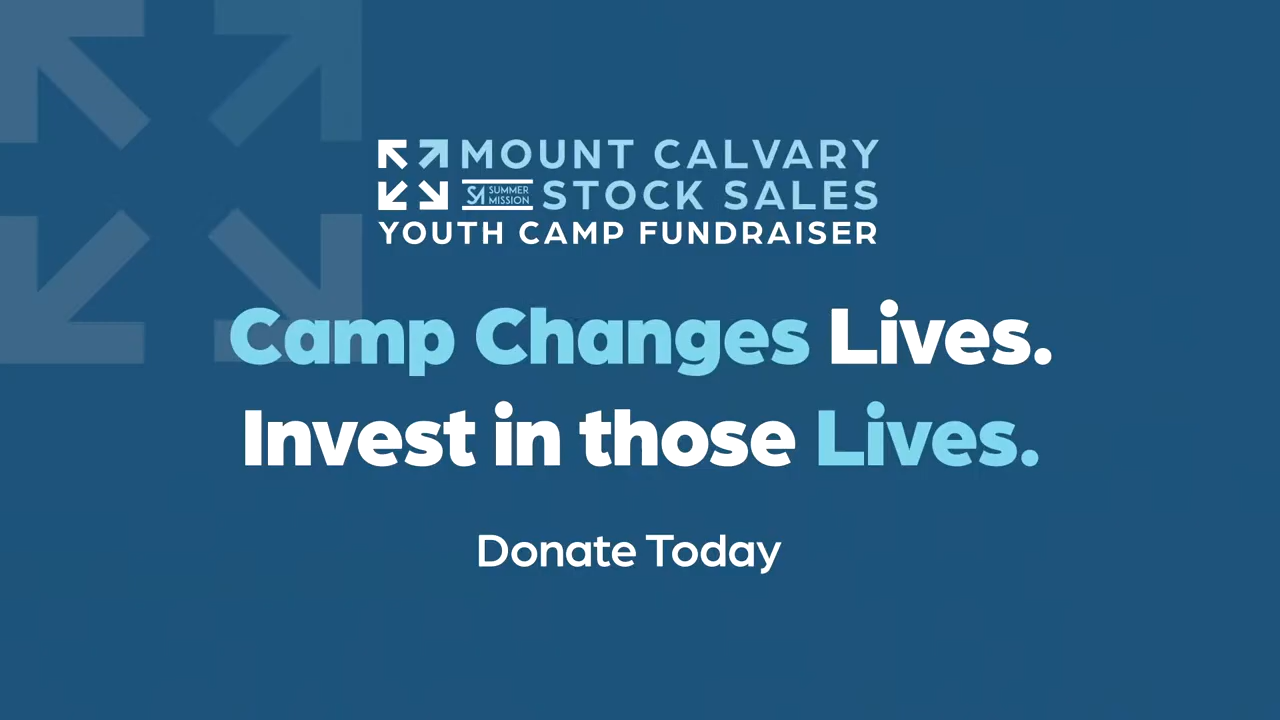 MOUNT CALVARY
SUMMER
MISSION
STOCK SALES
YOUTH CAMP FUNDRAISER
Camp Changes Lives.
Invest in those Lives.
Donate Today